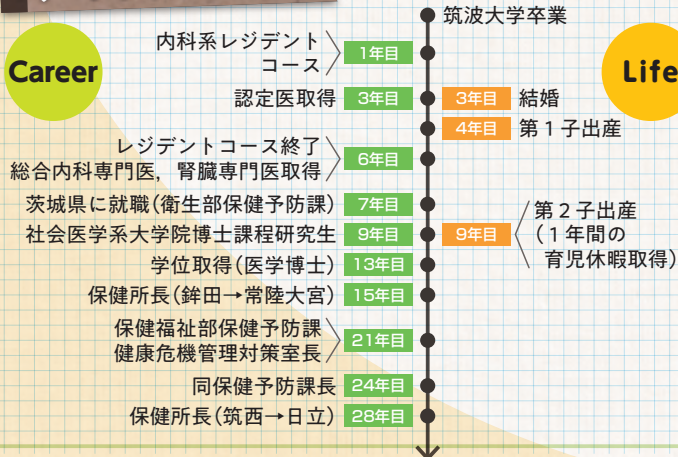 筑波大学卒業
Career
Life
内科系レジデント
コース
1年目
認定医取得 3年目
3年目 結婚
4年目 第1子出産
レジデントコース終了
総合内科専門医，腎臓専門医取得
6年目
茨城県に就職(衛生部保健予防課) 7年目
社会医学系大学院博士課程研究生 9年目
9年目
第2子出産
(1年間の
育児休暇取得)
学位取得(医学博士) 13年目
保健所長(鉾田→常陸大宮) 15年目
保健福祉部保健予防課
健康危機管理対策室長
21年目
同保健予防課長 24年目
保健所長(筑西→日立) 28年目